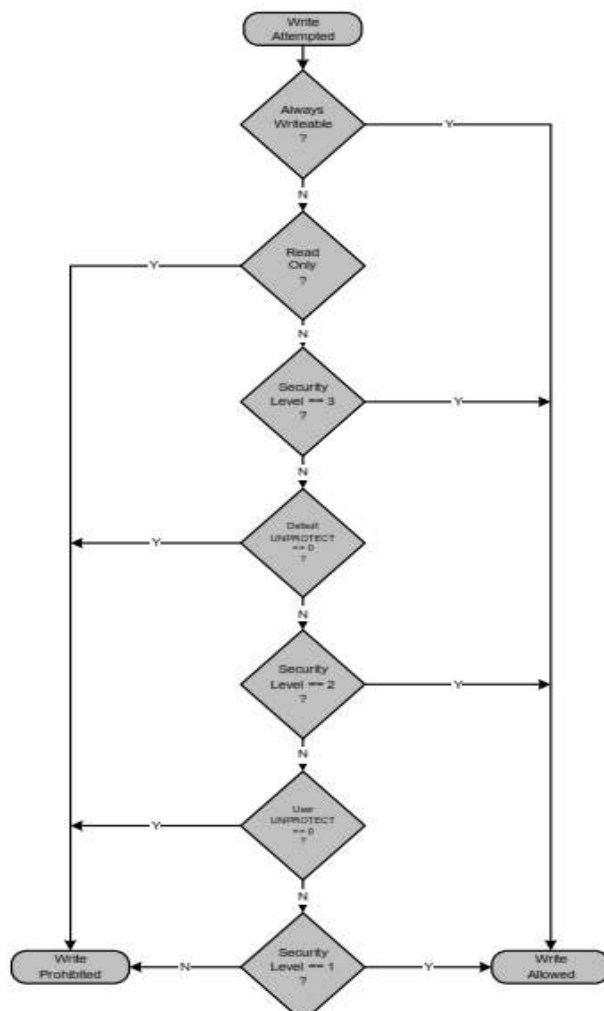 Write
Attempted
Always
Writeable
?
Y
N
Read
Only
?
Y
N
Security
Level == 3
?
Y
N
Default
UNPROTECT
== 0
?
Y
N
Security
Level == 2
?
Y
N
User
UNPROTECT
== 0
?
Y
N
Write
Prohibited
N
Security
Level == 1
?
Y
Write
Allowed